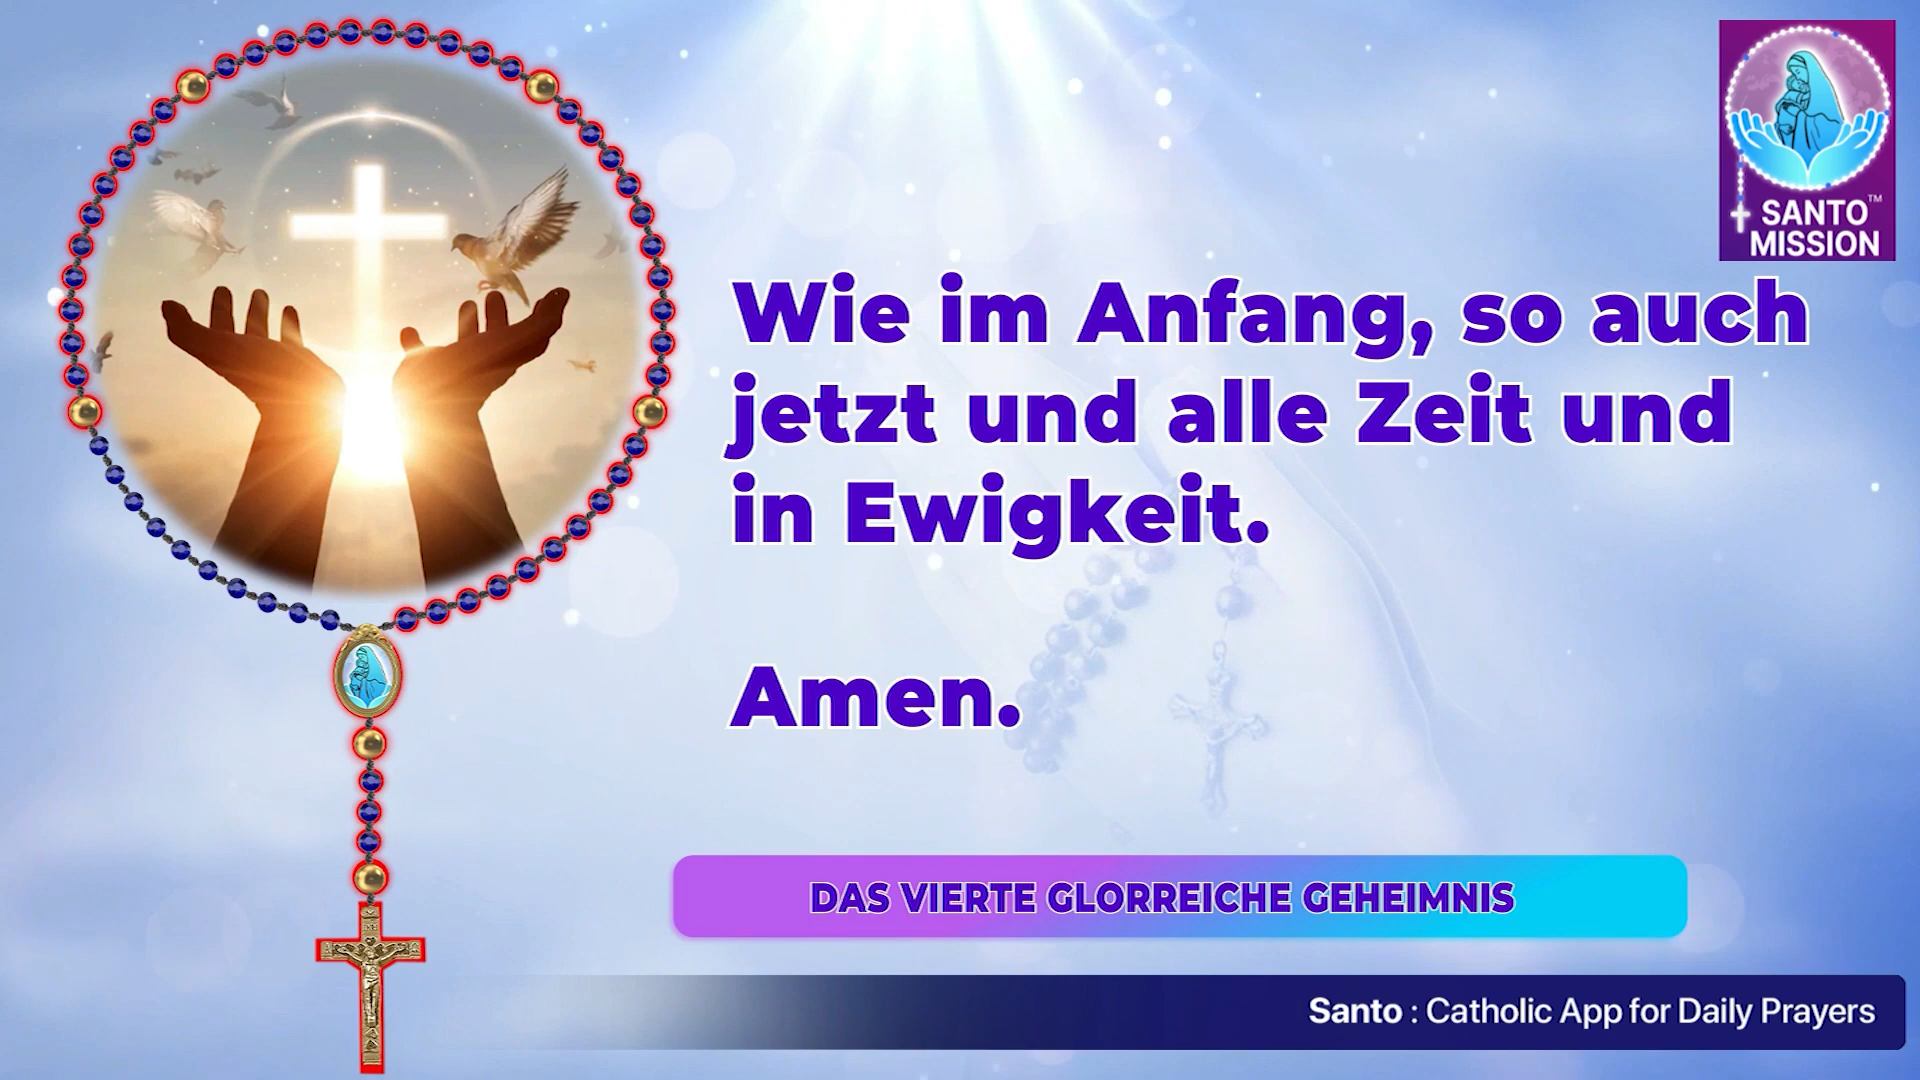 SANTO™
MISSION
Wie im Anfang, so auch
jetzt und alle Zeit und
in Ewigkeit.
Amen.
DAS VIERTE GLORREICHE GEHEIMNIS
Santo : Catholic App for Daily Prayers